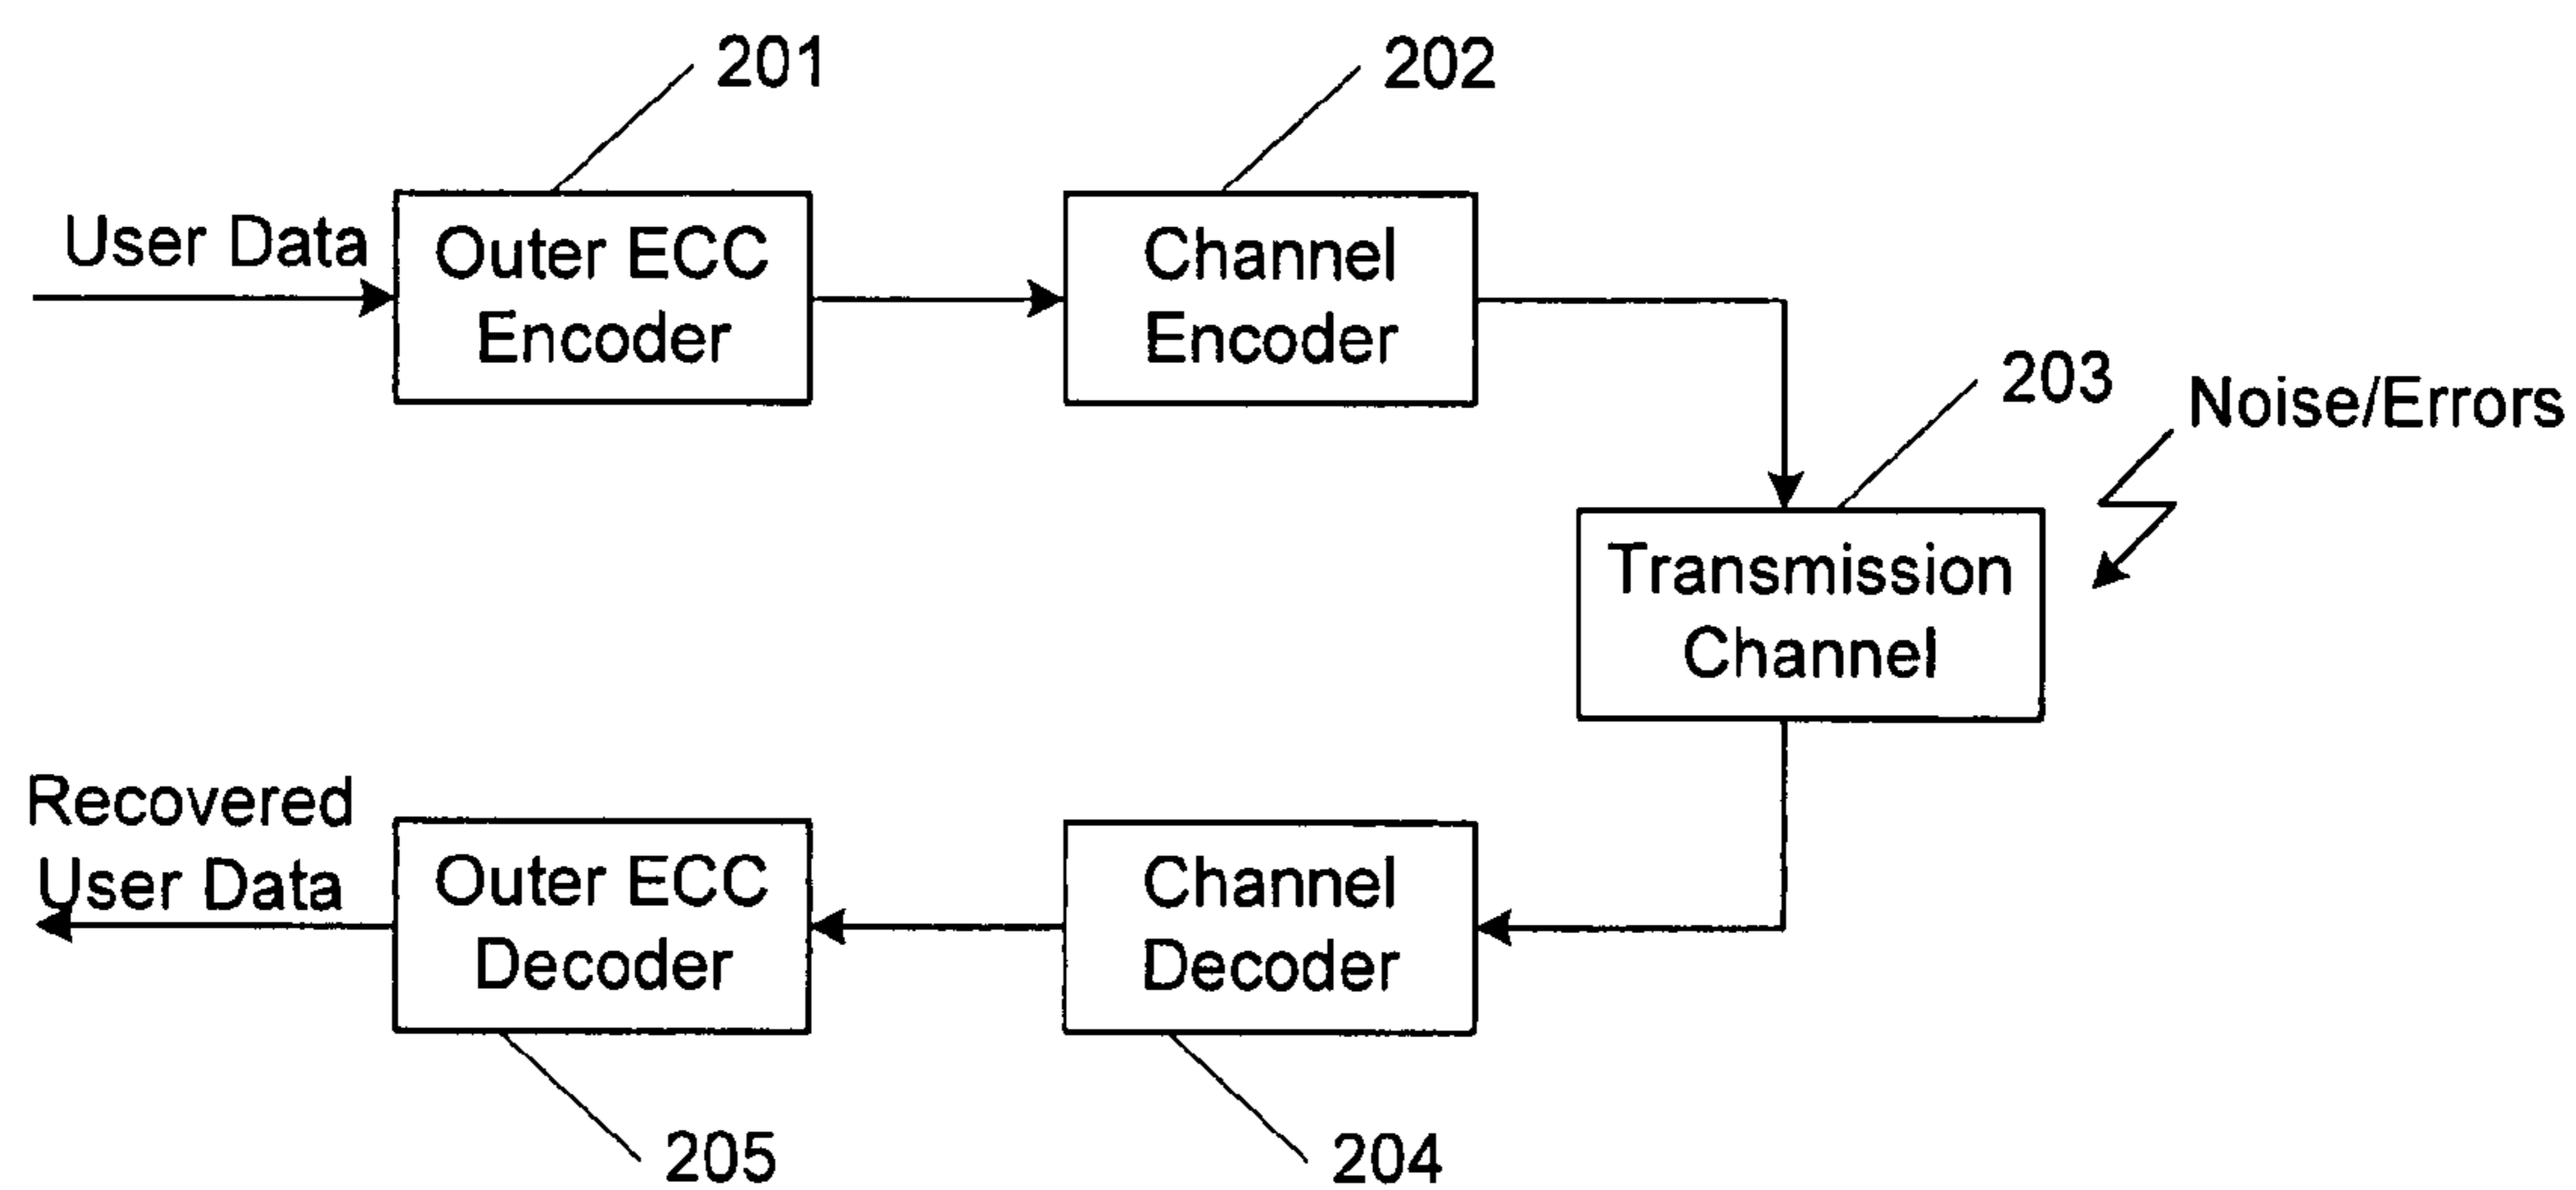 201
202
User Data
Outer ECC
Encoder
Channel
Encoder
203
Noise/Errors
Transmission
Channel
Recovered
User Data
Outer ECC
Decoder
Channel
Decoder
205
204